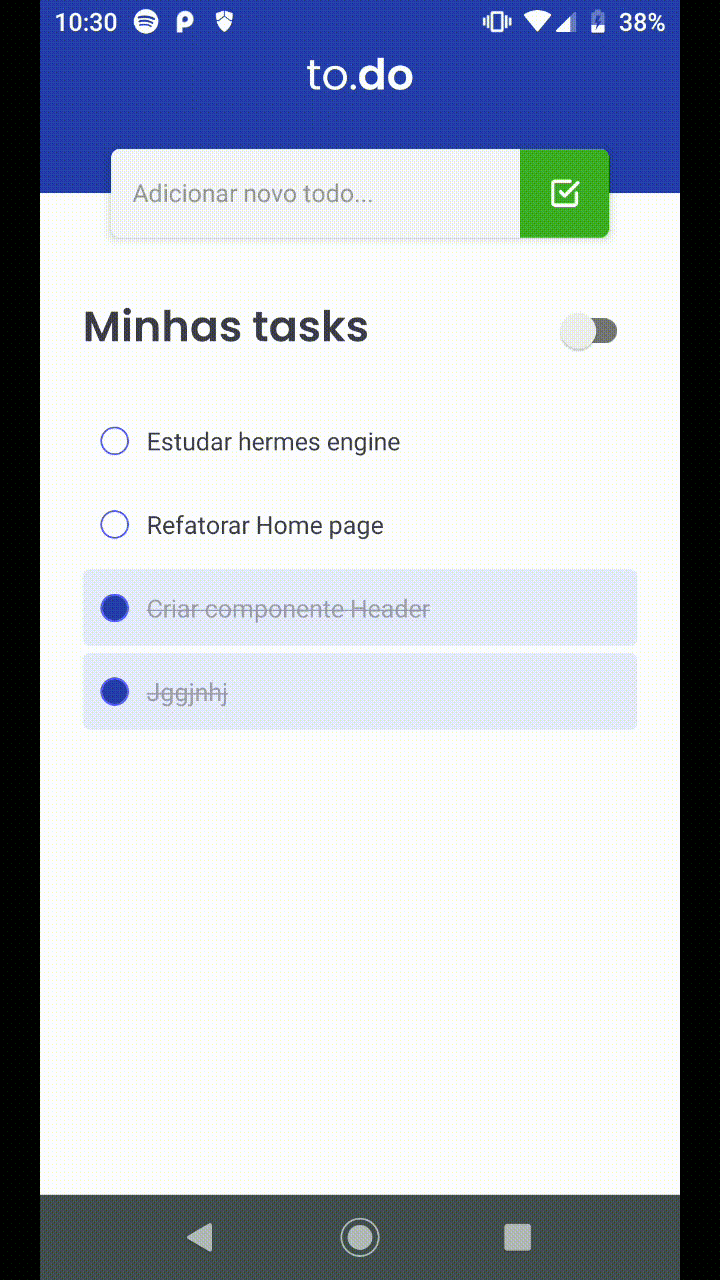 10:30 38%
to.do
Adicionar novo todo...
Minhas tasks
Estudar hermes engine
Refatorar Home page
Criar componente Header
Jggjnhj